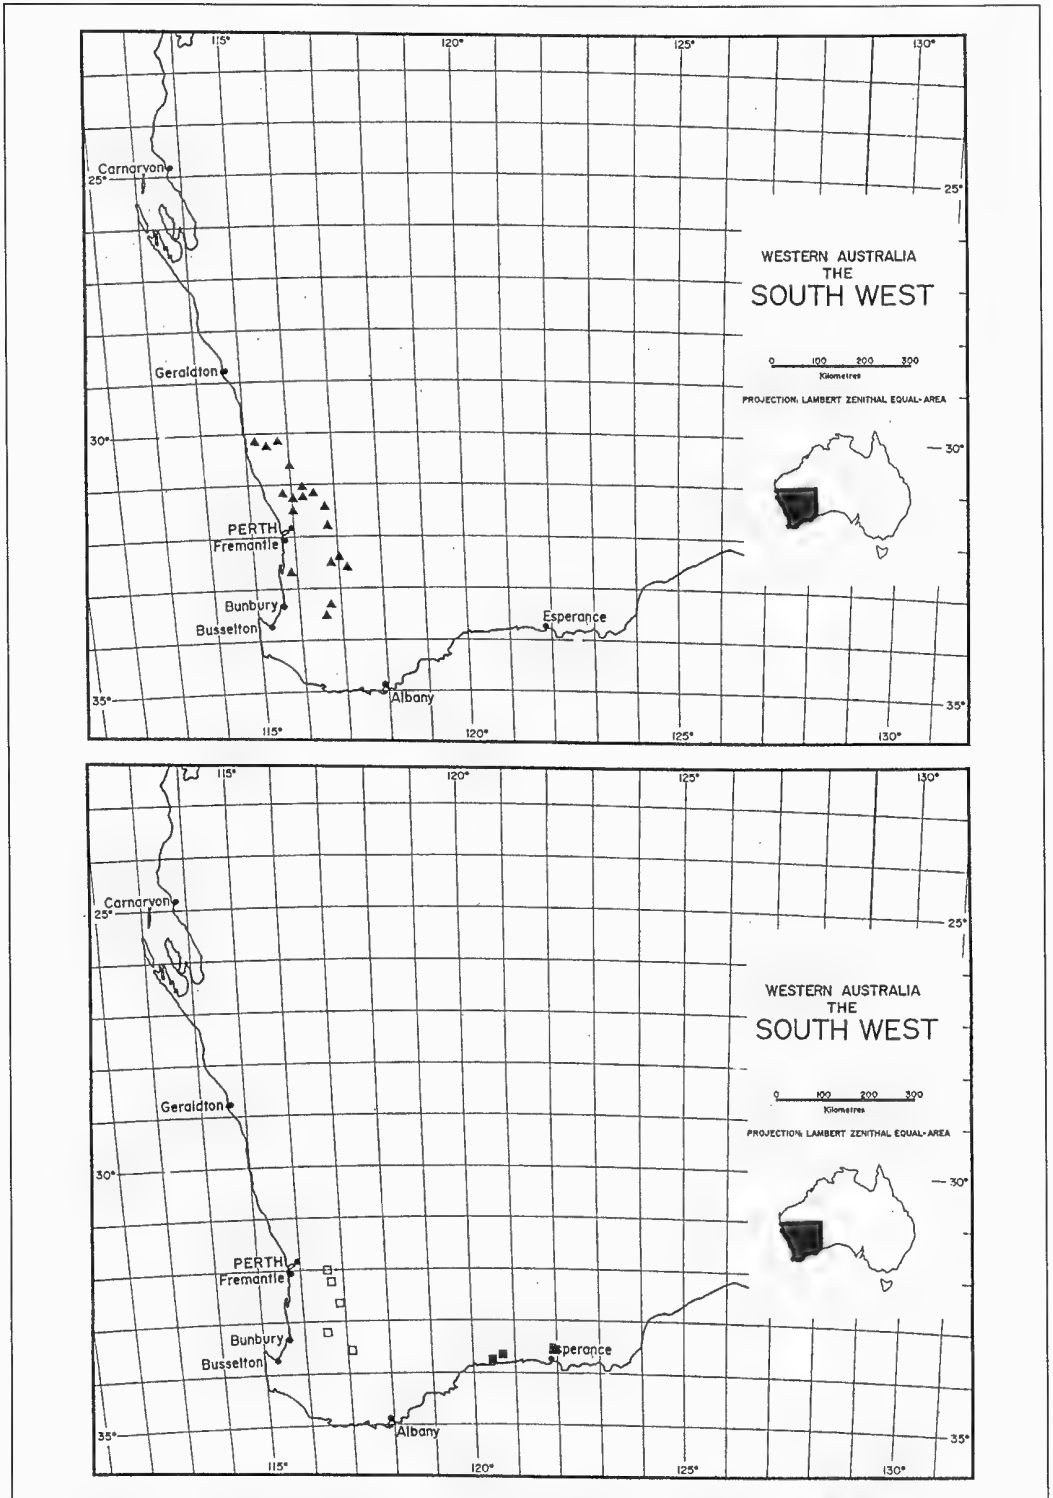 115° 120° 125° 130°
Carnarvon
25° 25°
WESTERN AUSTRALIA
THE
SOUTH WEST
0 100 200 300
Kilometres
Geraldton
PROJECTION: LAMBERT ZENITHAL EQUAL-AREA
30° 30°
PERTH
Fremantle
Bunbury
Busselton
Esperance
Albany
35° 35°
115° 120° 125° 130°
115° 120° 125° 130°
Carnarvon
25° 25°
WESTERN AUSTRALIA
THE
SOUTH WEST
0 100 200 300
Kilometres
Geraldton
PROJECTION: LAMBERT ZENITHAL EQUAL-AREA
30° 30°
PERTH
Fremantle
Bunbury
Busselton
Esperance
Albany
35° 35°
115° 120° 125° 130°